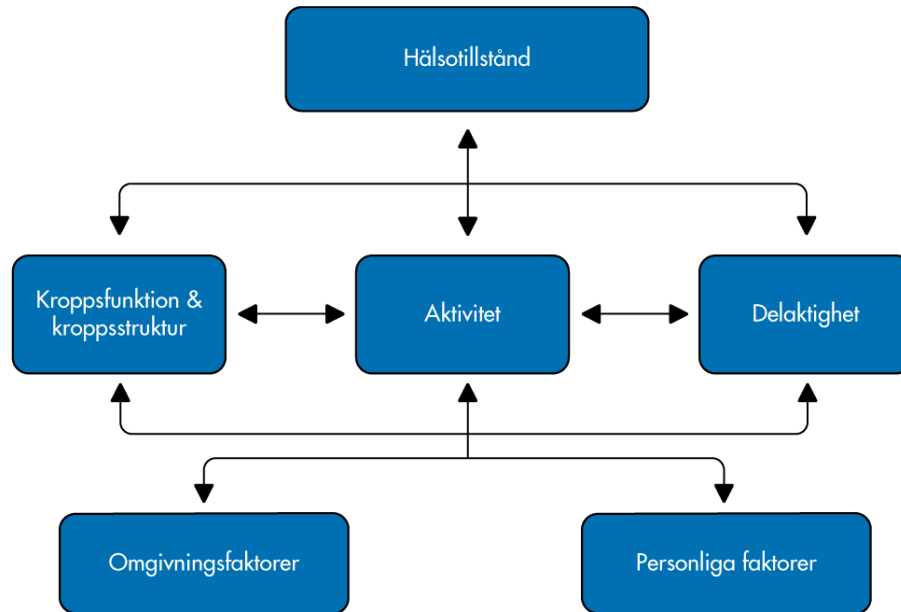 Hälsotillstånd
Kroppsfunktion &
kroppsstruktur
Aktivitet
Delaktighet
Omgivningsfaktorer
Personliga faktorer